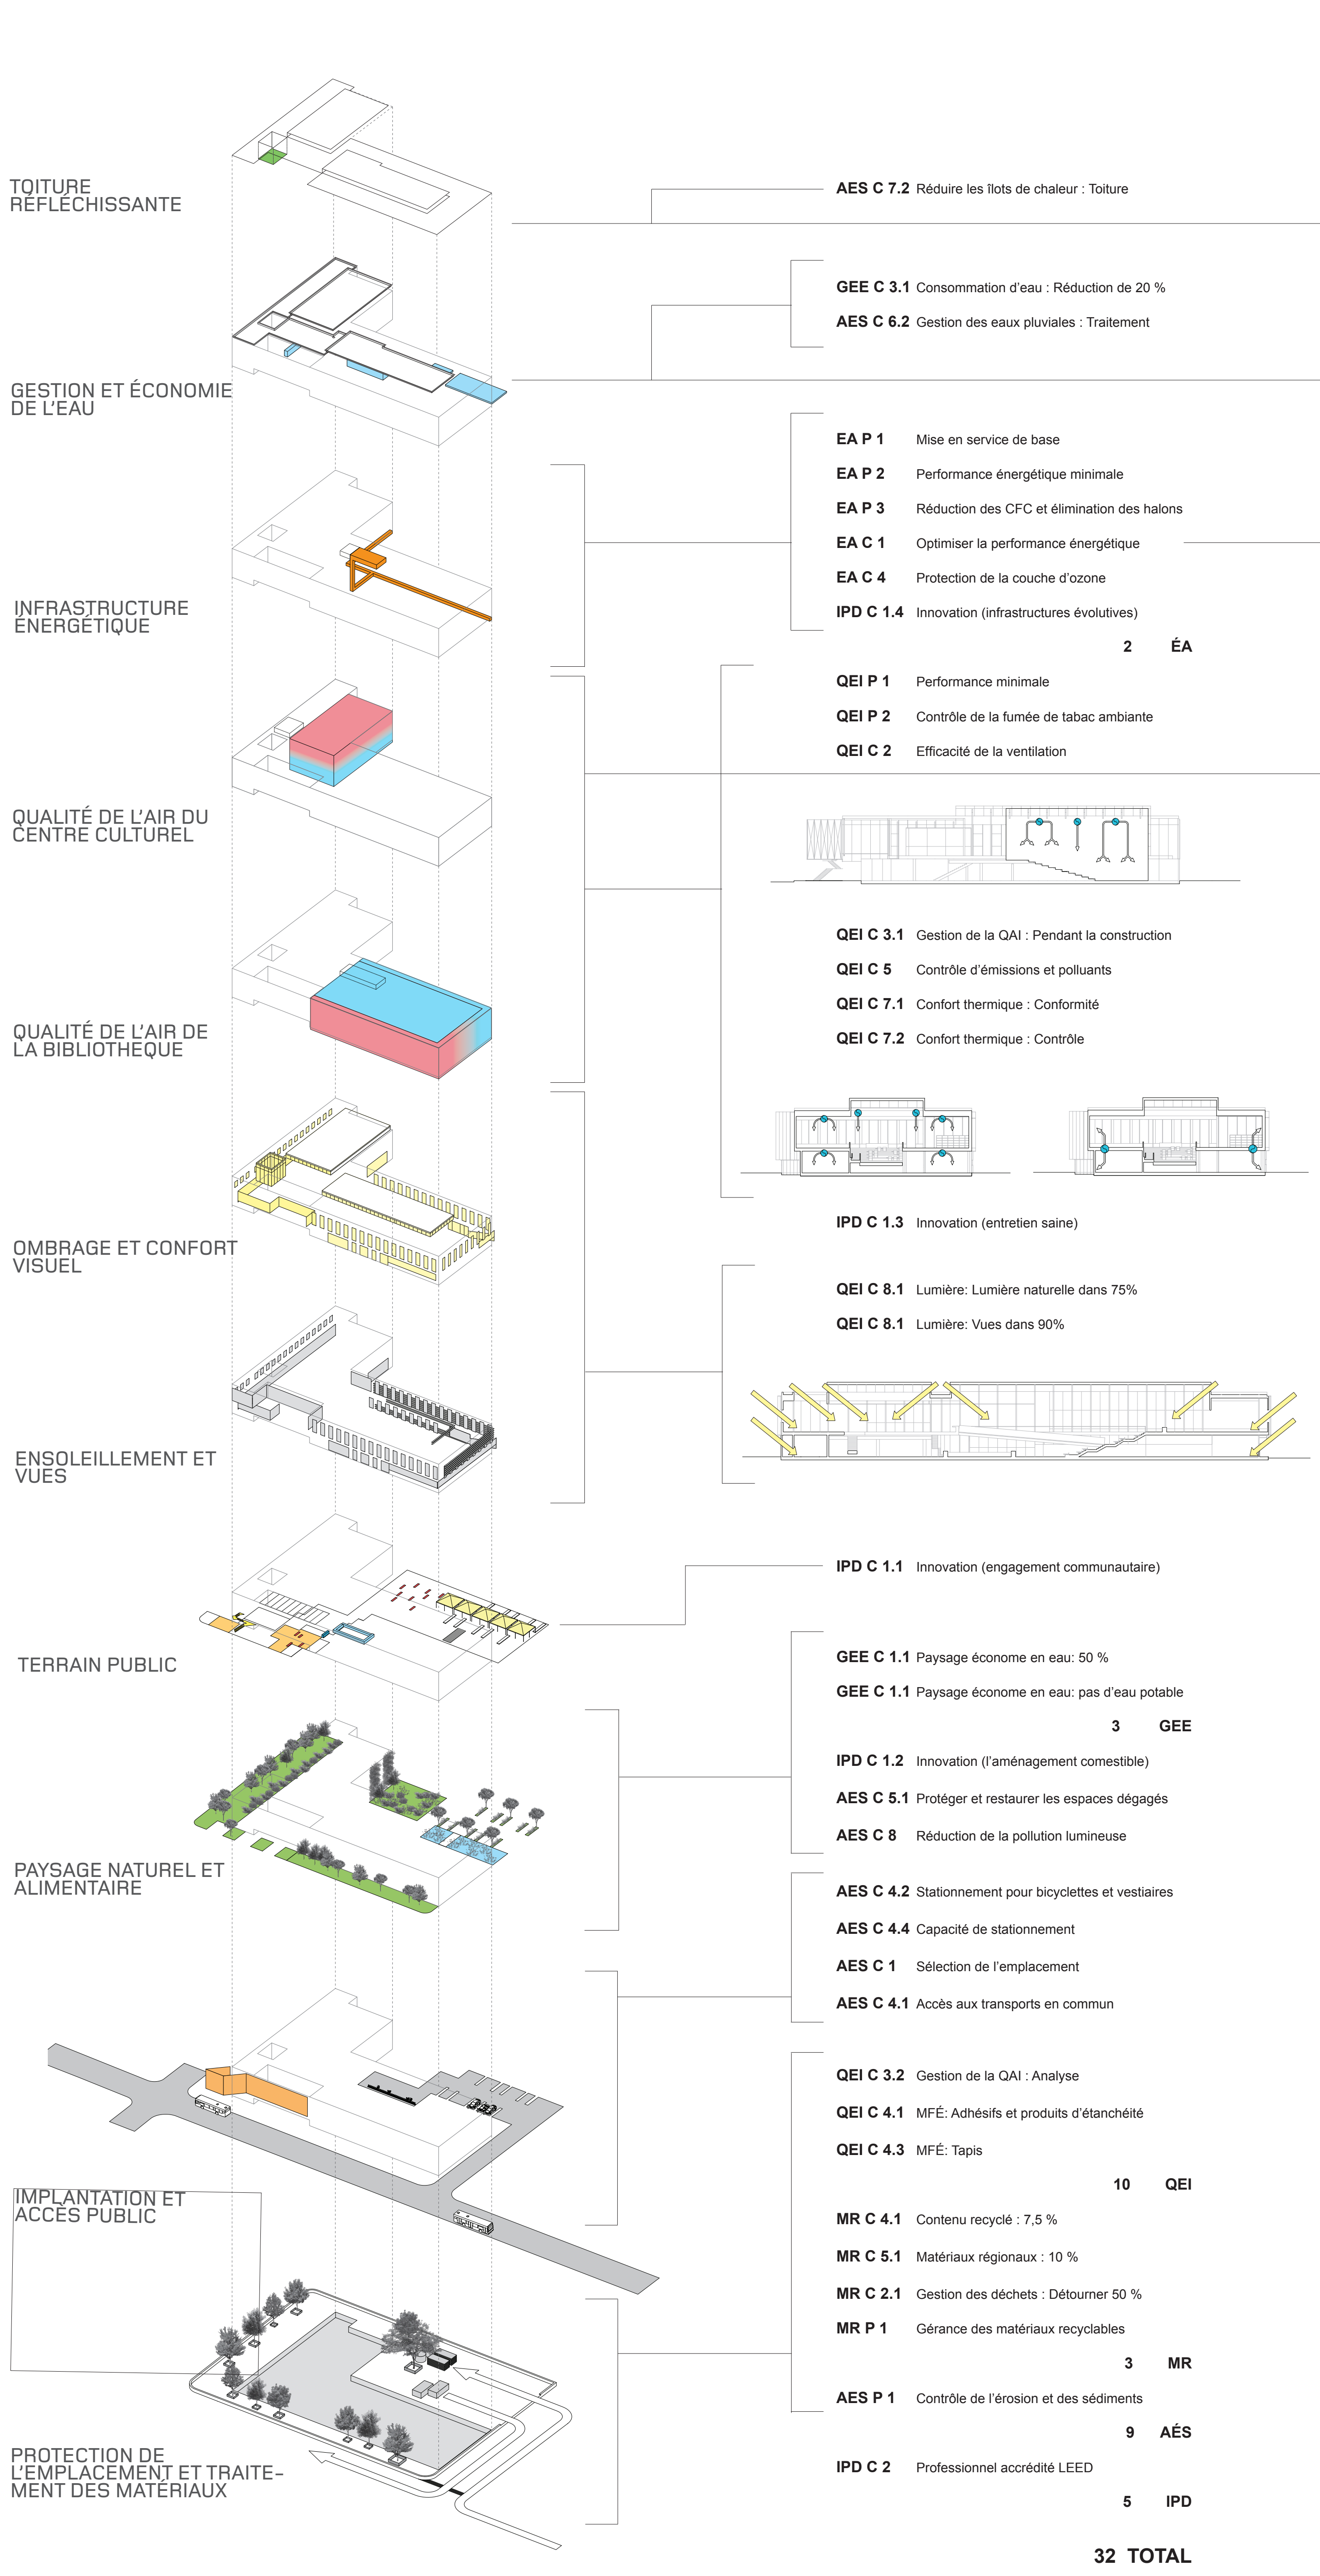 TOITURE
RÉFLÉCHISSANTE
AES C 7.2 Réduire les îlots de chaleur : Toiture
GEE C 3.1 Consommation d'eau : Réduction de 20 %
AES C 6.2 Gestion des eaux pluviales : Traitement
GESTION ET ÉCONOMIE
DE L'EAU
EA P 1 Mise en service de base
EA P 2 Performance énergétique minimale
EA P 3 Réduction des CFC et élimination des halons
EA C 1 Optimiser la performance énergétique
EA C 4 Protection de la couche d'ozone
IPD C 1.4 Innovation (infrastructures évolutives)
2 ÉA
INFRASTRUCTURE
ÉNERGÉTIQUE
QEI P 1 Performance minimale
QEI P 2 Contrôle de la fumée de tabac ambiante
QEI C 2 Efficacité de la ventilation
QUALITÉ DE L'AIR DU
CENTRE CULTUREL
QEI C 3.1 Gestion de la QAI : Pendant la construction
QEI C 5 Contrôle d'émissions et polluants
QEI C 7.1 Confort thermique : Conformité
QEI C 7.2 Confort thermique : Contrôle
QUALITÉ DE L'AIR DE
LA BIBLIOTHEQUE
IPD C 1.3 Innovation (entretien saine)
OMBRAGE ET CONFORT
VISUEL
QEI C 8.1 Lumière: Lumière naturelle dans 75%
QEI C 8.1 Lumière: Vues dans 90%
ENSOLEILLEMENT ET
VUES
IPD C 1.1 Innovation (engagement communautaire)
TERRAIN PUBLIC
GEE C 1.1 Paysage économe en eau: 50 %
GEE C 1.1 Paysage économe en eau: pas d'eau potable
3 GEE
IPD C 1.2 Innovation (l'aménagement comestible)
AES C 5.1 Protéger et restaurer les espaces dégagés
AES C 8 Réduction de la pollution lumineuse
PAYSAGE NATUREL ET
ALIMENTAIRE
AES C 4.2 Stationnement pour bicyclettes et vestiaires
AES C 4.4 Capacité de stationnement
AES C 1 Sélection de l'emplacement
AES C 4.1 Accès aux transports en commun
QEI C 3.2 Gestion de la QAI : Analyse
QEI C 4.1 MFÉ: Adhésifs et produits d'étanchéité
QEI C 4.3 MFÉ: Tapis
10 QEI
IMPLANTATION ET
ACCÈS PUBLIC
MR C 4.1 Contenu recyclé : 7,5 %
MR C 5.1 Matériaux régionaux : 10 %
MR C 2.1 Gestion des déchets : Détourner 50 %
MR P 1 Gérance des matériaux recyclables
3 MR
AES P 1 Contrôle de l'érosion et des sédiments
9 AÉS
PROTECTION DE
L'EMPLACEMENT ET TRAITE-
MENT DES MATÉRIAUX
IPD C 2 Professionnel accrédité LEED
5 IPD
32 TOTAL